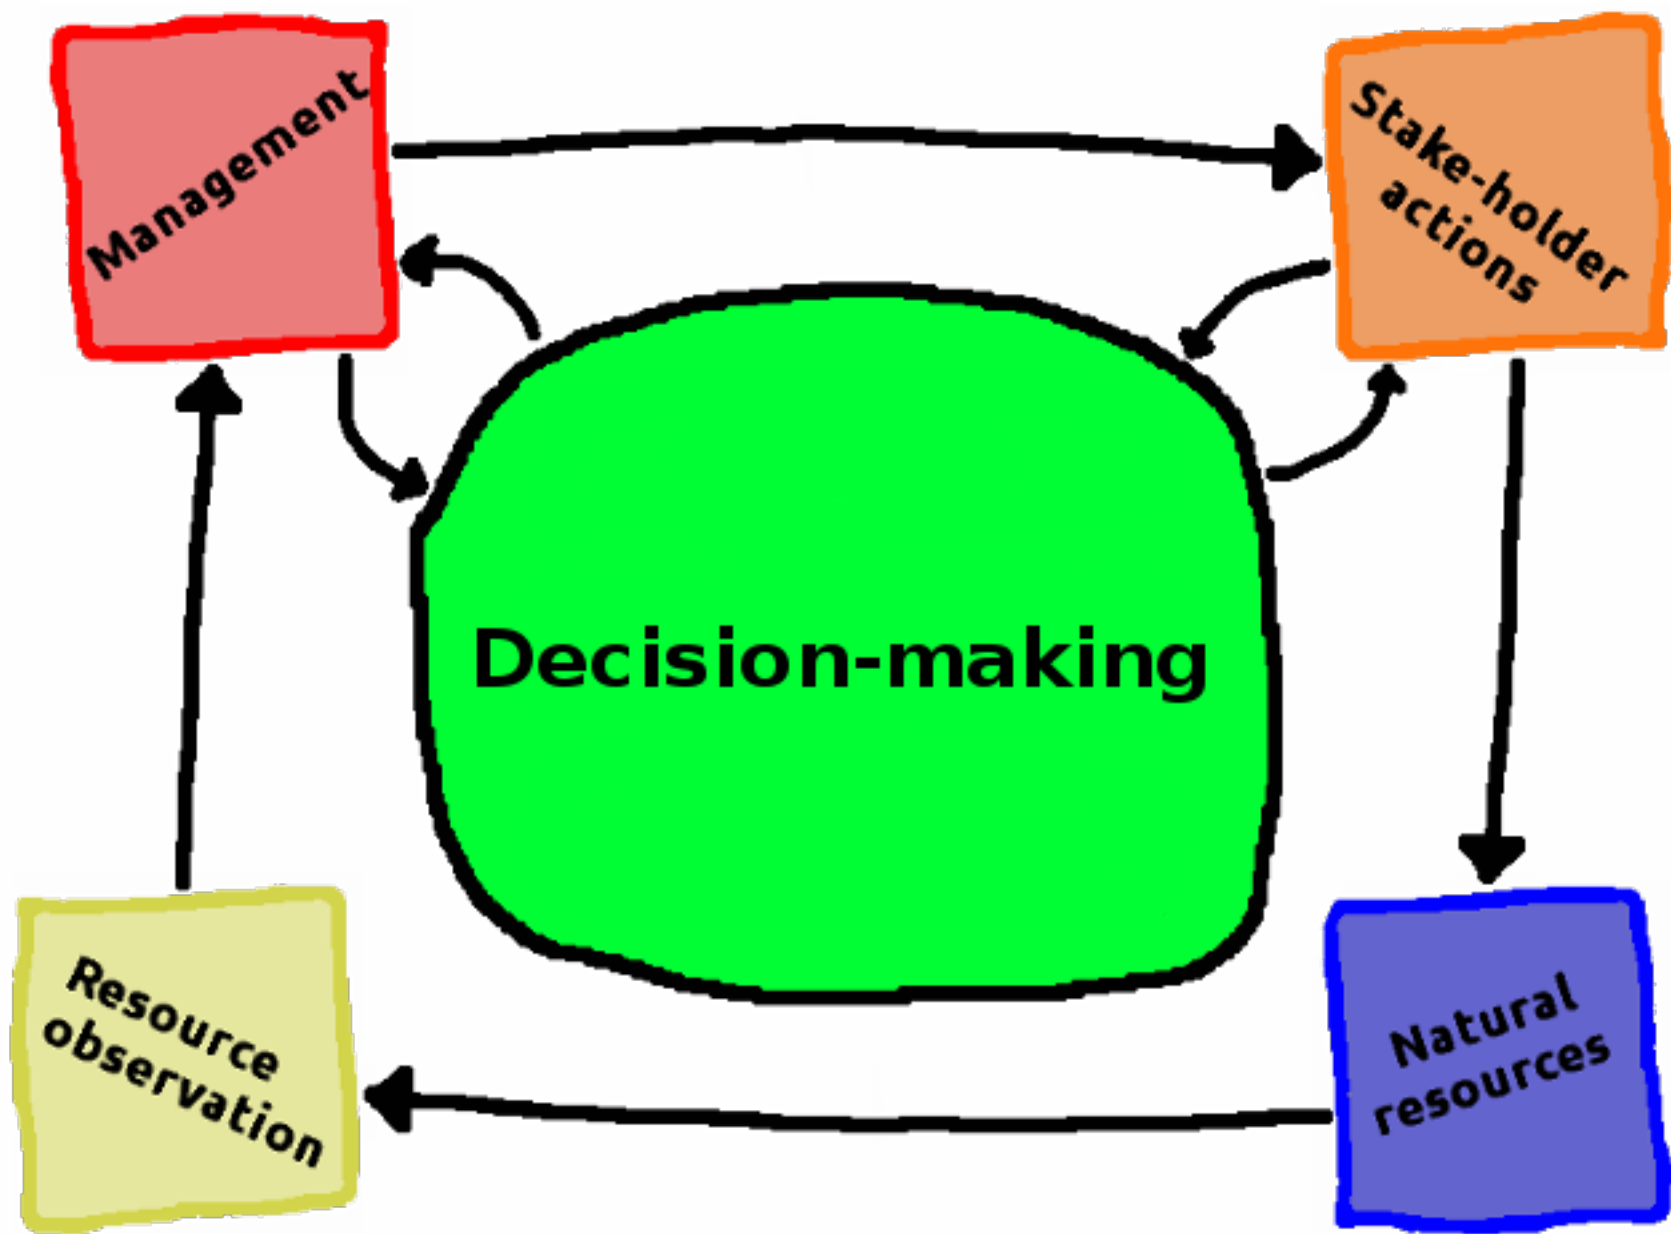 Management
Stake-holder
actions
Decision-making
Resource
observation
Natural
resources